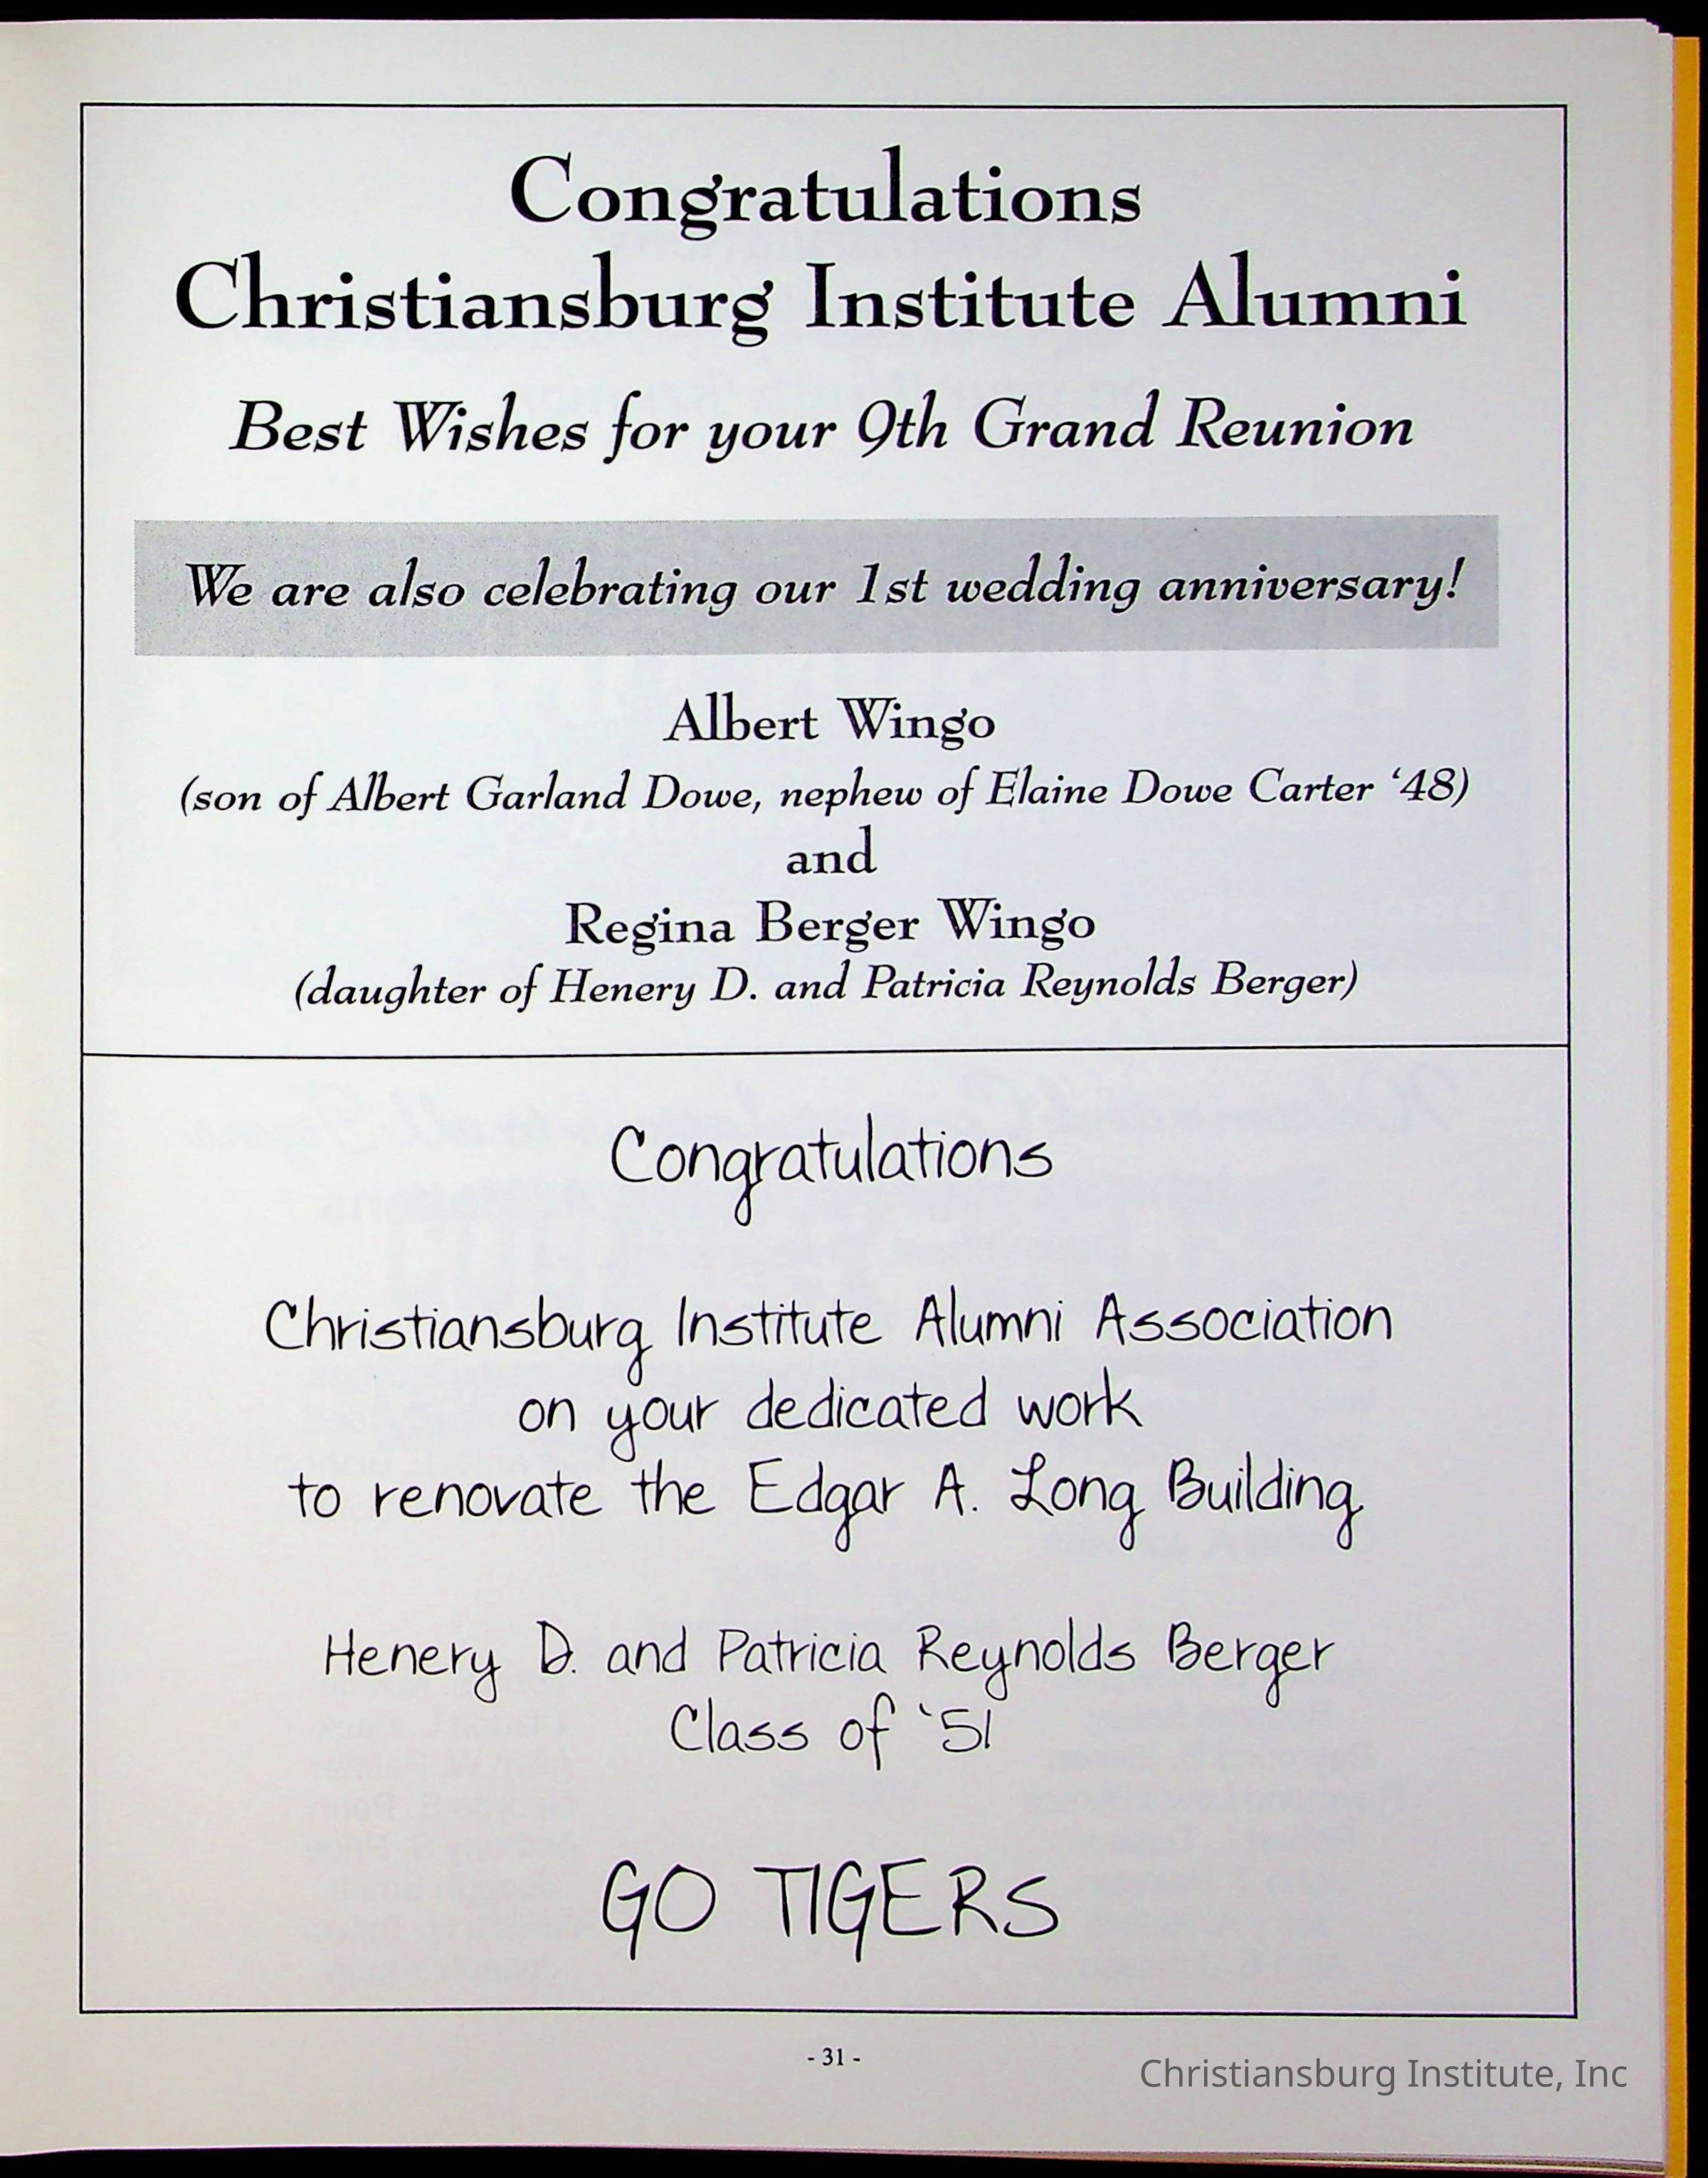 Congratulations
Christiansburg Institute Alumni
Best Wishes for your 9th Grand Reunion
We are also celebrating our 1st wedding anniversary!
Albert Wingo
(son of Albert Garland Dowe, nephew of Elaine Dowe Carter ‘48)
and
Regina Berger Wingo
(daughter of Henery D. and Patricia Reynolds Berger)
Congratulations
Christiansburg Institute Alumni Association
on your dedicated work
to renovate the Edgar A. Long Building
Henery D. and Patricia Reynolds Berger
Class of `51
GO TIGERS
- 31 -
Christiansburg Institute, Inc